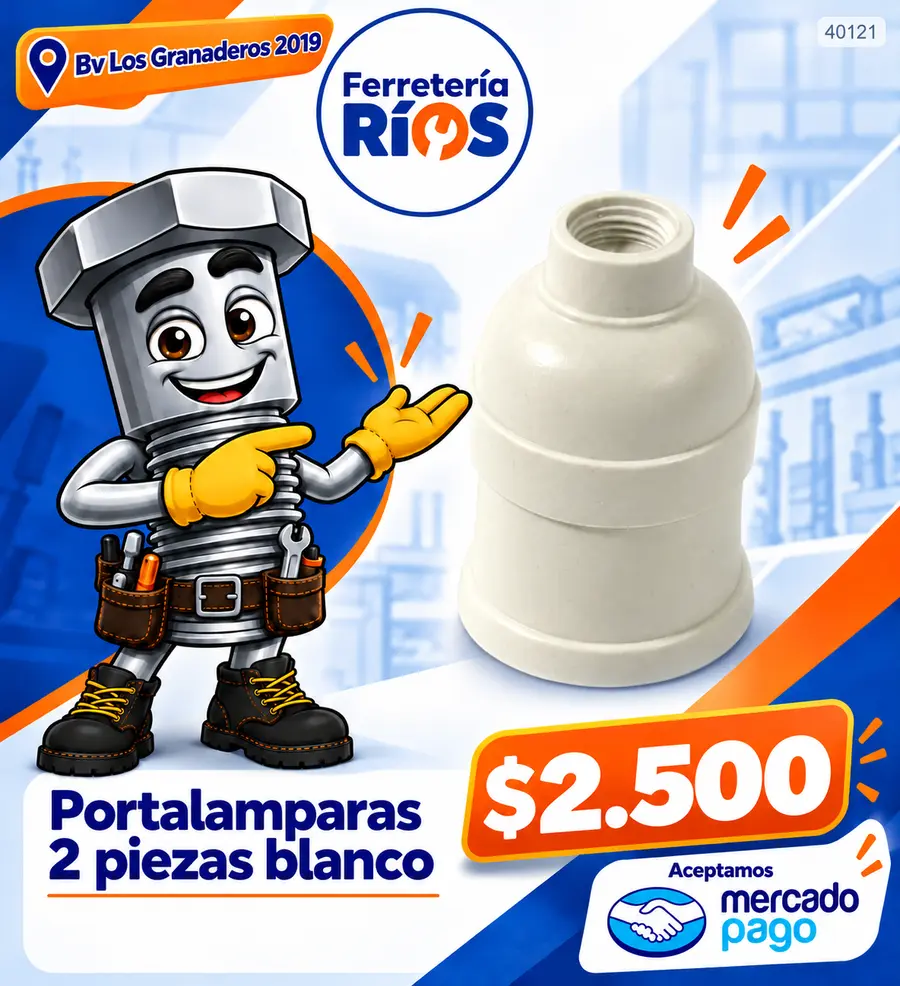 Bv Los Granaderos 2019
Ferretería
RÍOS
40121
Portalamparas
2 piezas blanco
$2.500
Aceptamos
mercado
pago